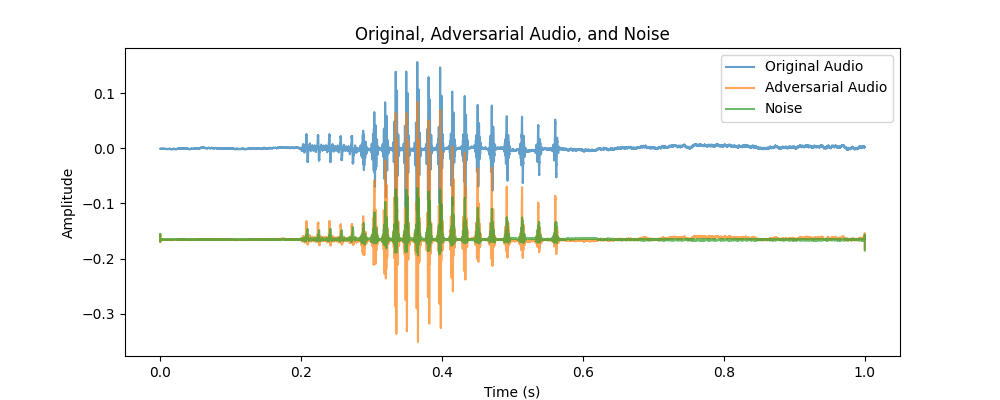 Original, Adversarial Audio, and Noise
Original Audio
Adversarial Audio
Noise
Amplitude
0.1
0.0
−0.1
−0.2
−0.3
0.0 0.2 0.4 0.6 0.8 1.0
Time (s)